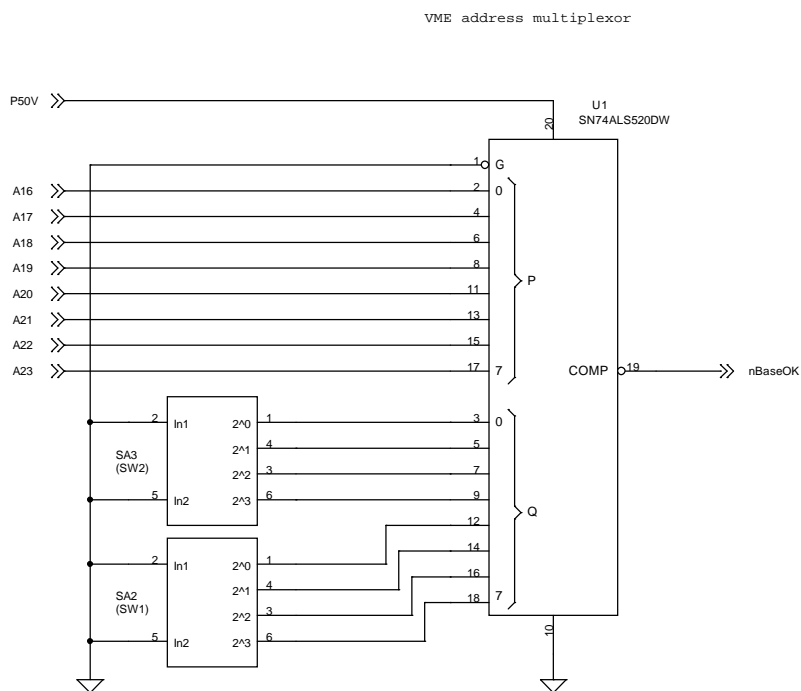 VME address multiplexor
P50V
U1
SN74ALS520DW
20
1 G
A16 2 0
A17 4
A18 6
A19 8
A20 11 P
A21 13
A22 15
A23 17 7 COMP 19 nBaseOK
2 In1 2^0 1 3 0
SA3 2^1 4 5
(SW2) 2^2 3 7
5 In2 2^3 6 9
Q
12
2 In1 2^0 1 14
SA2 2^1 4 16
(SW1) 2^2 3 18 7
5 In2 2^3 6 10